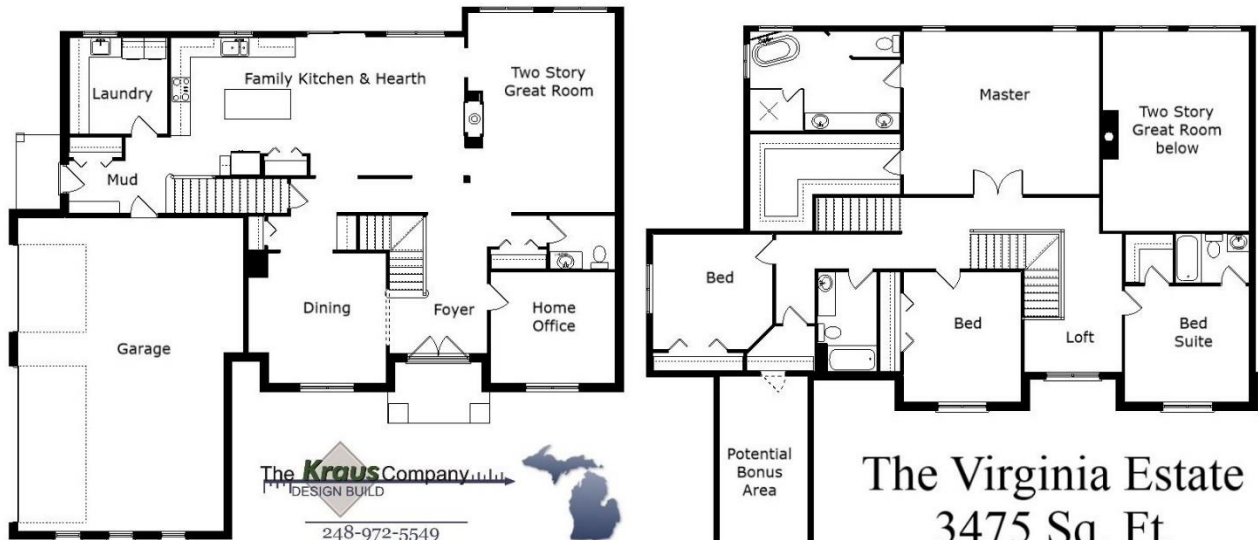 Laundry
Family Kitchen & Hearth
Two Story
Great Room
Mud
Dining
Foyer
Home
Office
Garage
The Kraus Company
DESIGN BUILD
248-972-5549
Master
Two Story
Great Room
below
Bed
Bed
Loft
Bed
Suite
Potential
Bonus
Area
The Virginia Estate
3475 Sq. Ft.